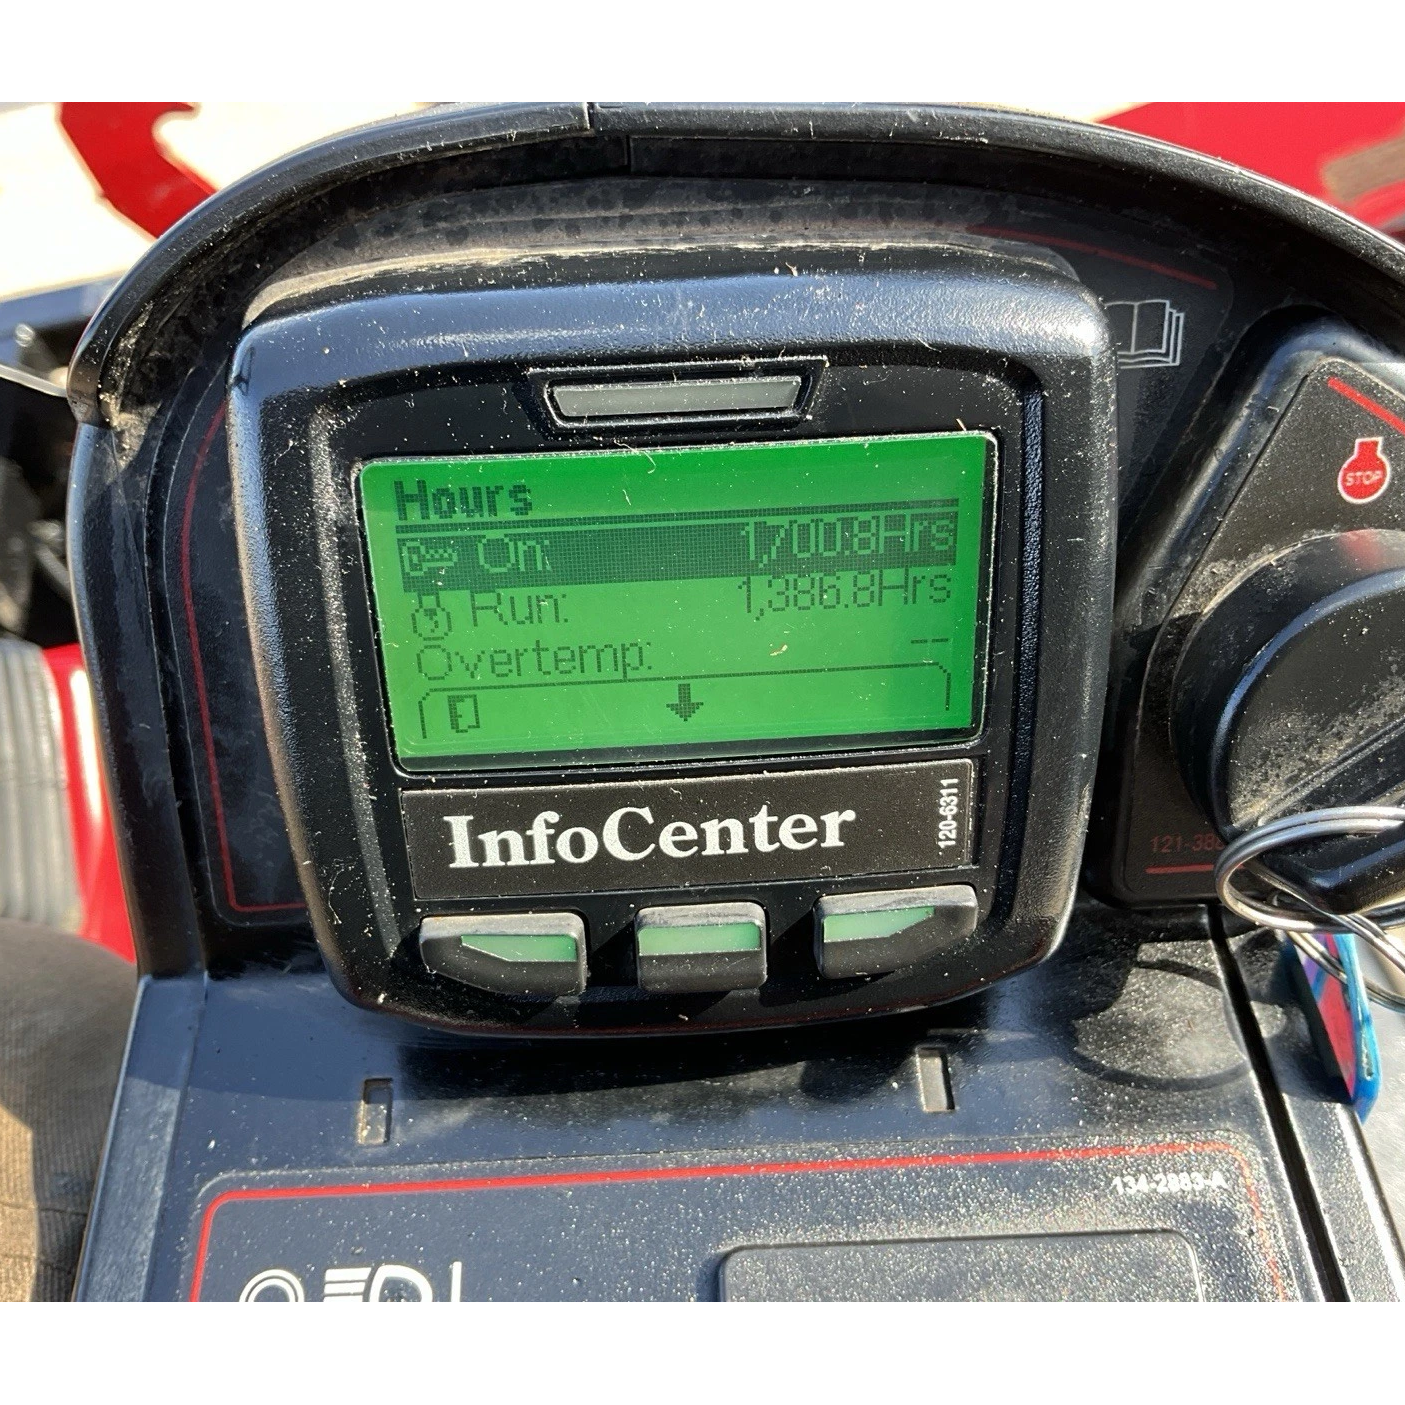 Hours
On: 1,700.8Hrs
Run: 1,386.8Hrs
Overtemp: --
InfoCenter
120-6311
STOP
134-2883-A